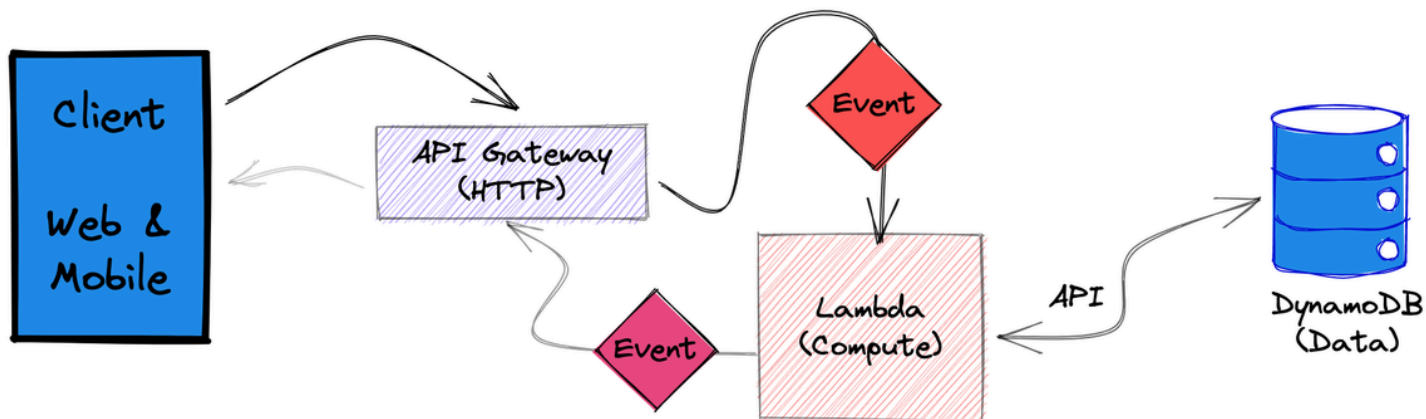 Client
Web &
Mobile
API Gateway
(HTTP)
Event
Event
Lambda
(Compute)
API
DynamoDB
(Data)